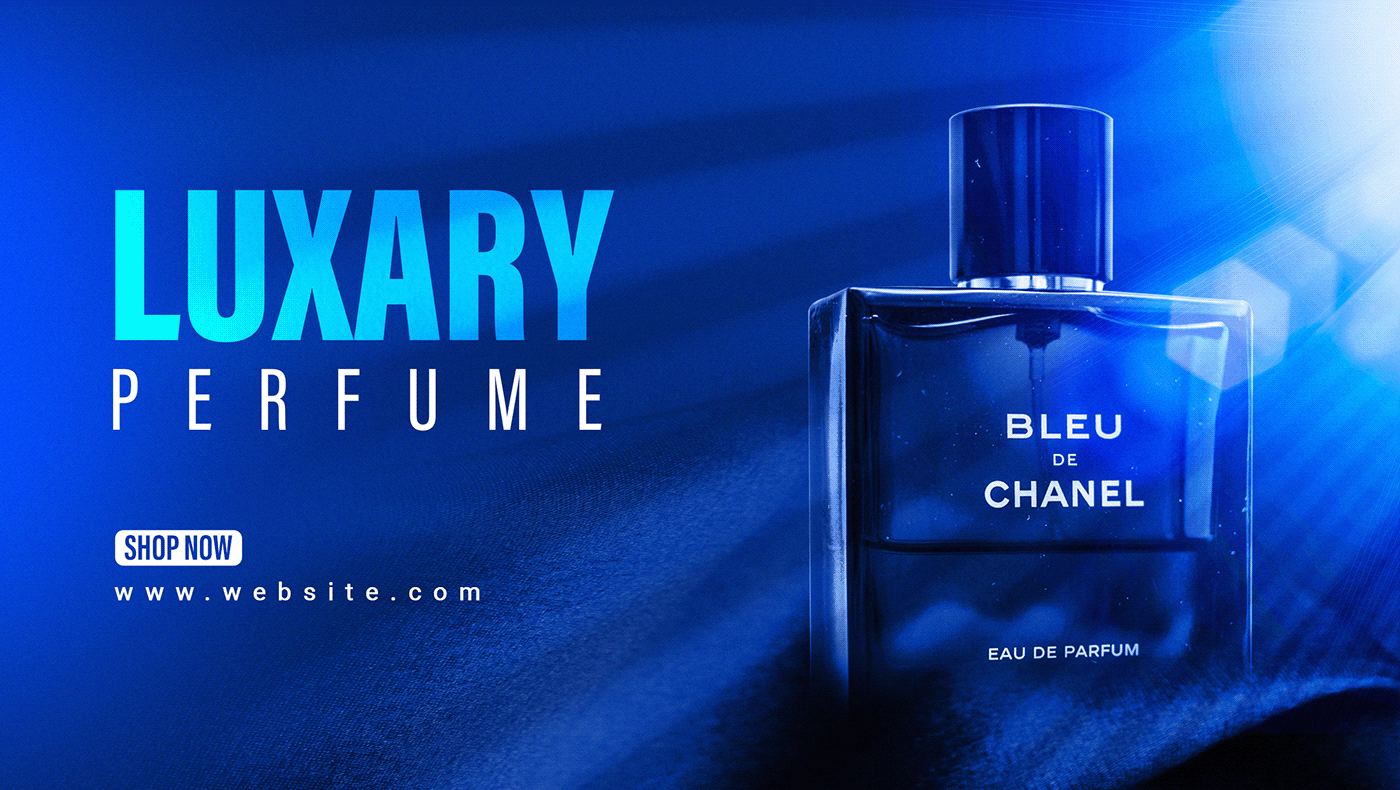 LUXARY
PERFUME
SHOP NOW
www.website.com
BLEU
DE
CHANEL
EAU DE PARFUM